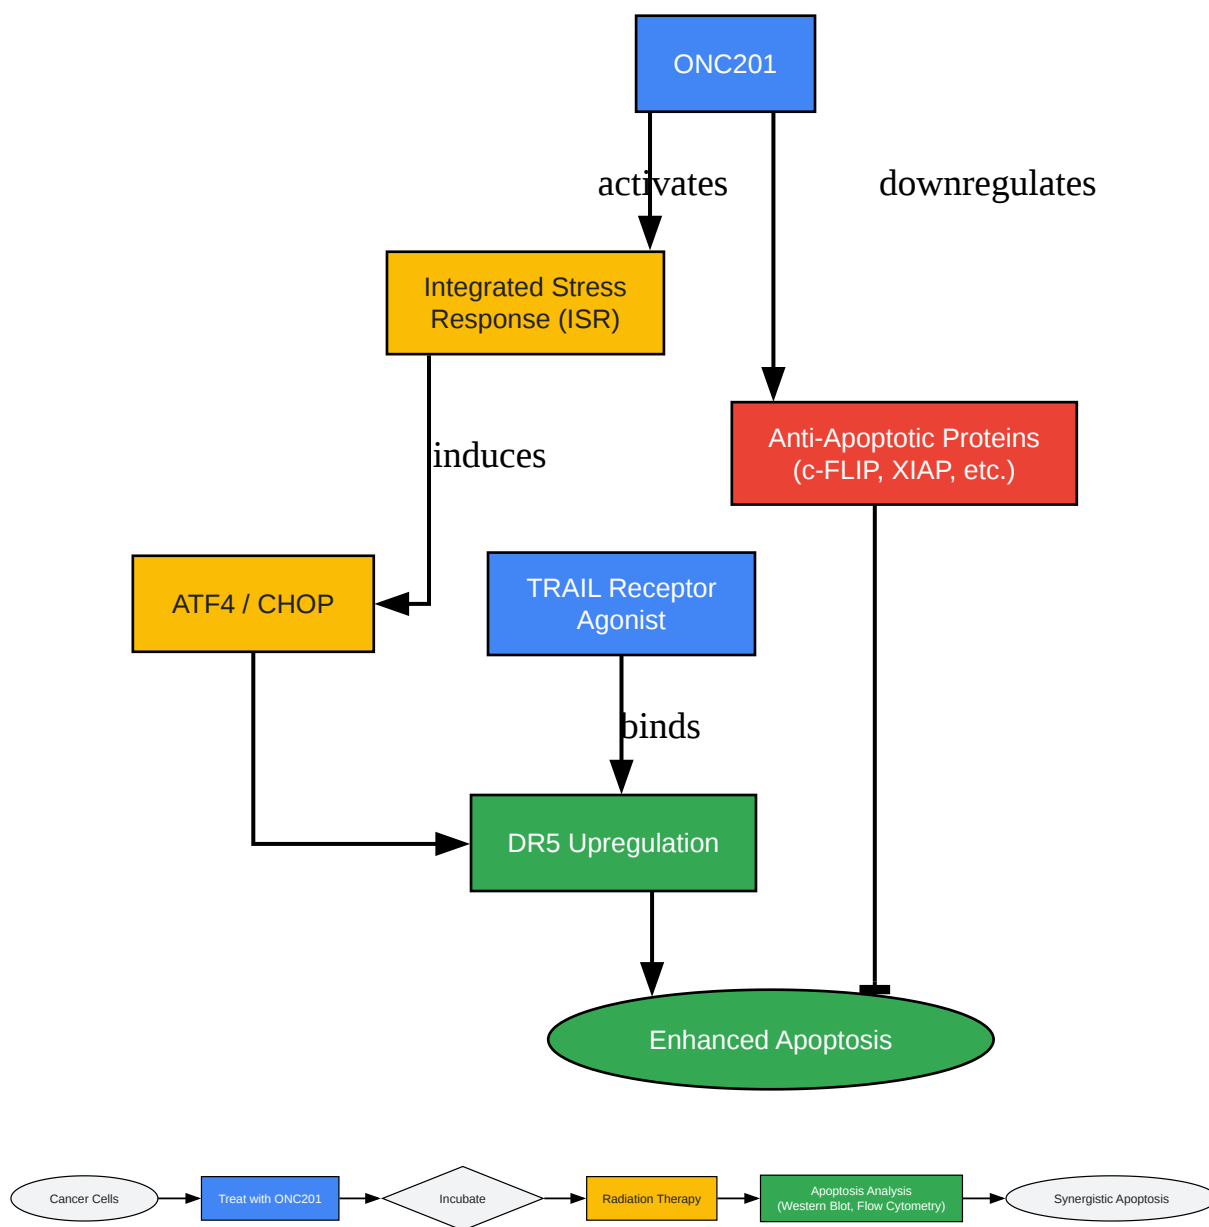 ONC201
activates
downregulates
Integrated Stress
Response (ISR)
Anti-Apoptotic Proteins
(c-FLIP, XIAP, etc.)
induces
ATF4 / CHOP
TRAIL Receptor
Agonist
binds
DR5 Upregulation
Enhanced Apoptosis
Cancer Cells
Treat with ONC201
Incubate
Radiation Therapy
Apoptosis Analysis
(Western Blot, Flow Cytometry)
Synergistic Apoptosis